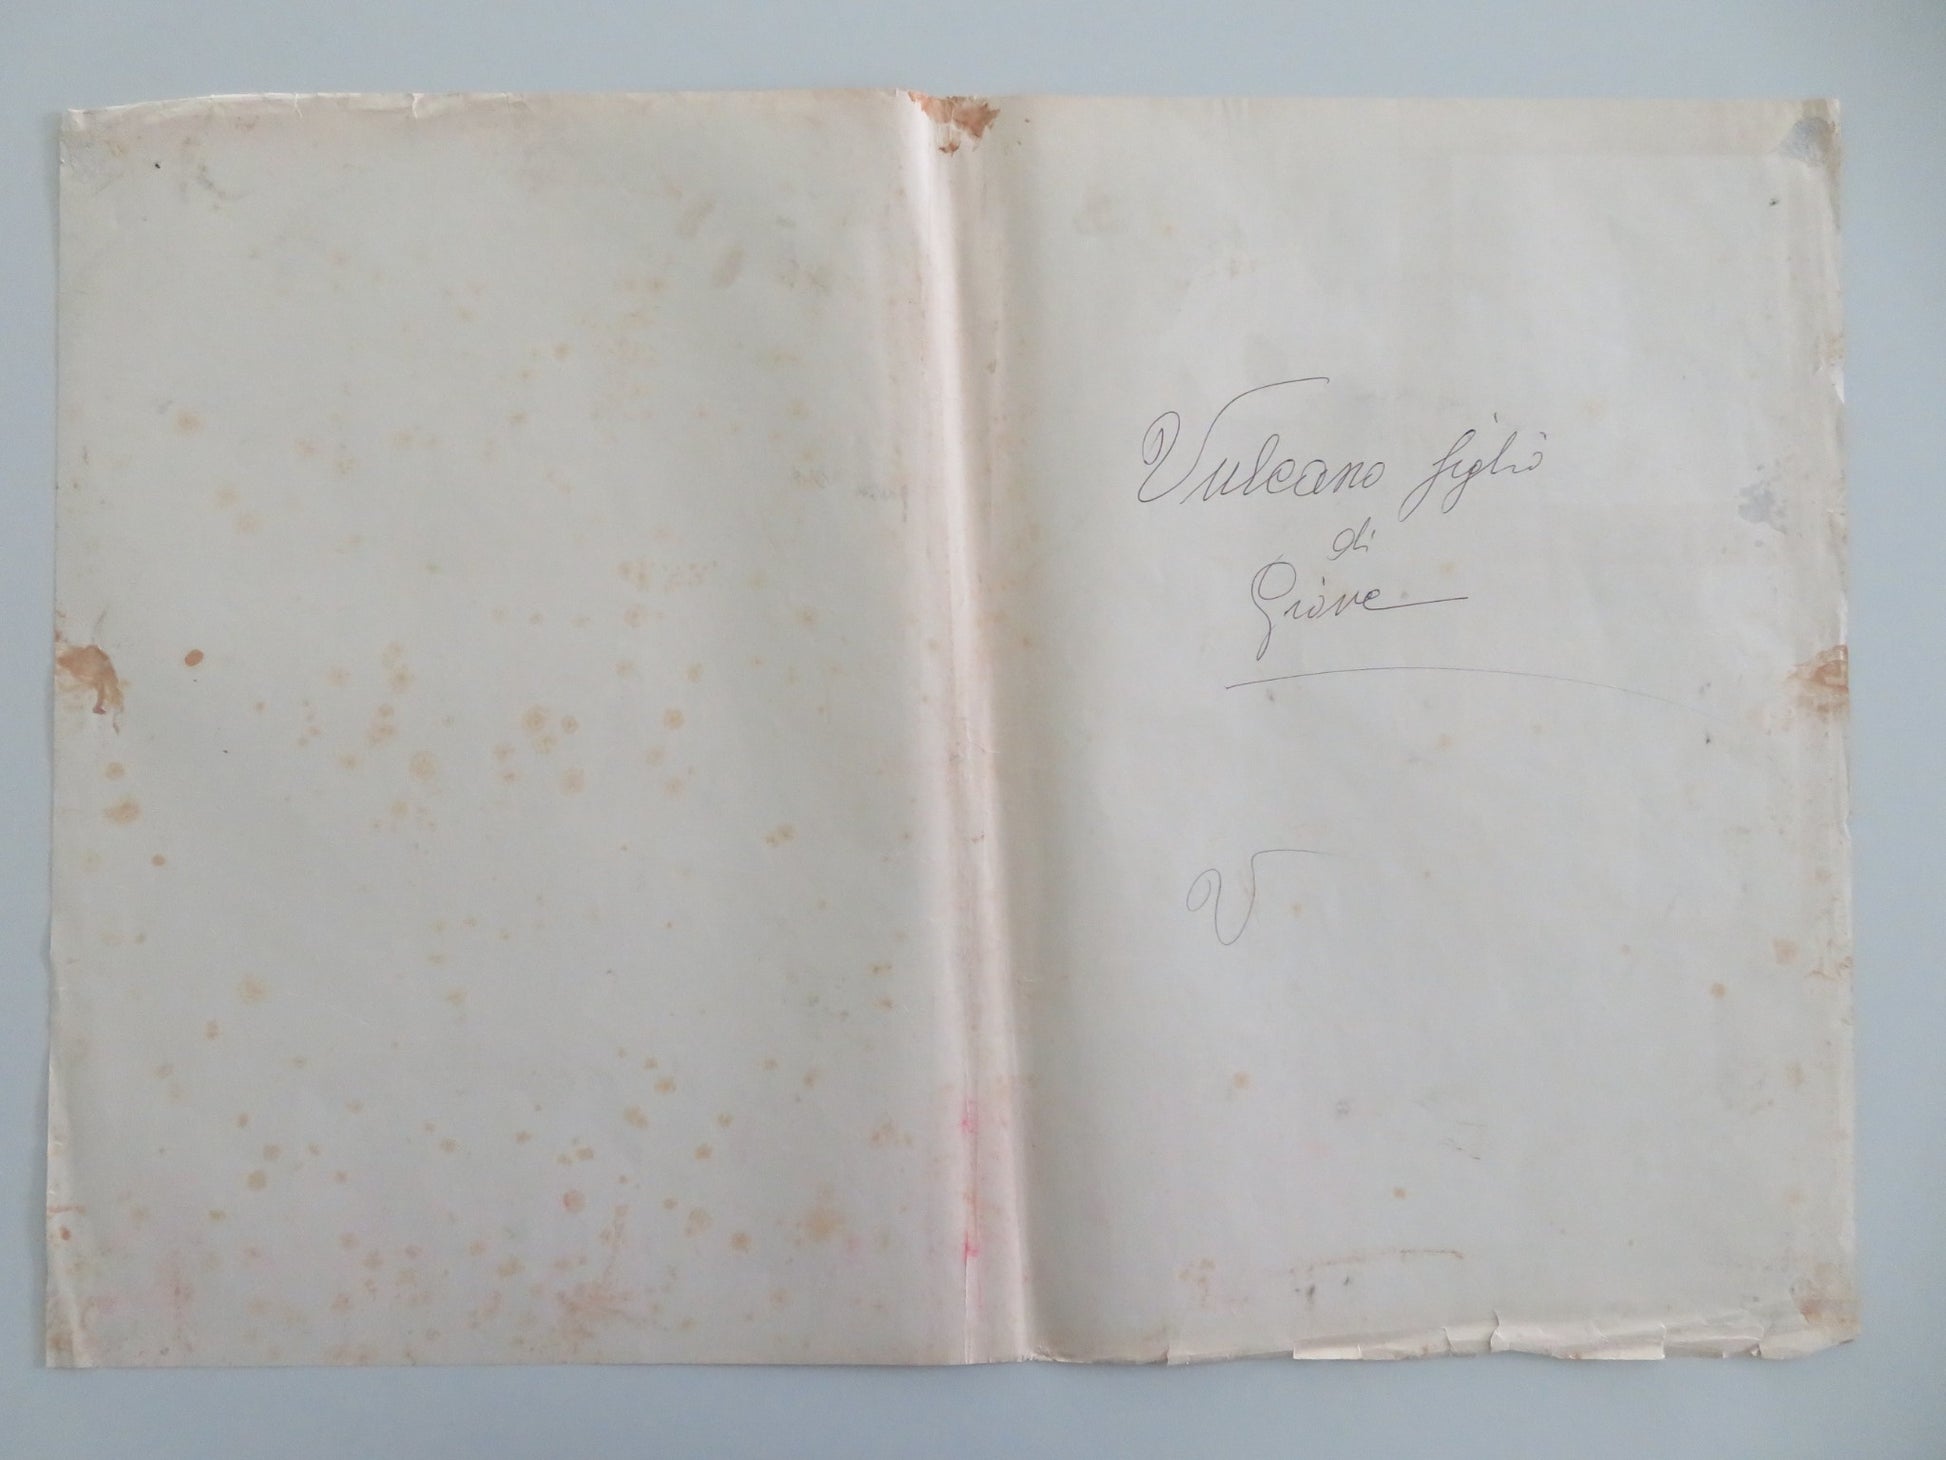 Vulcano figlio
di
Giove
V